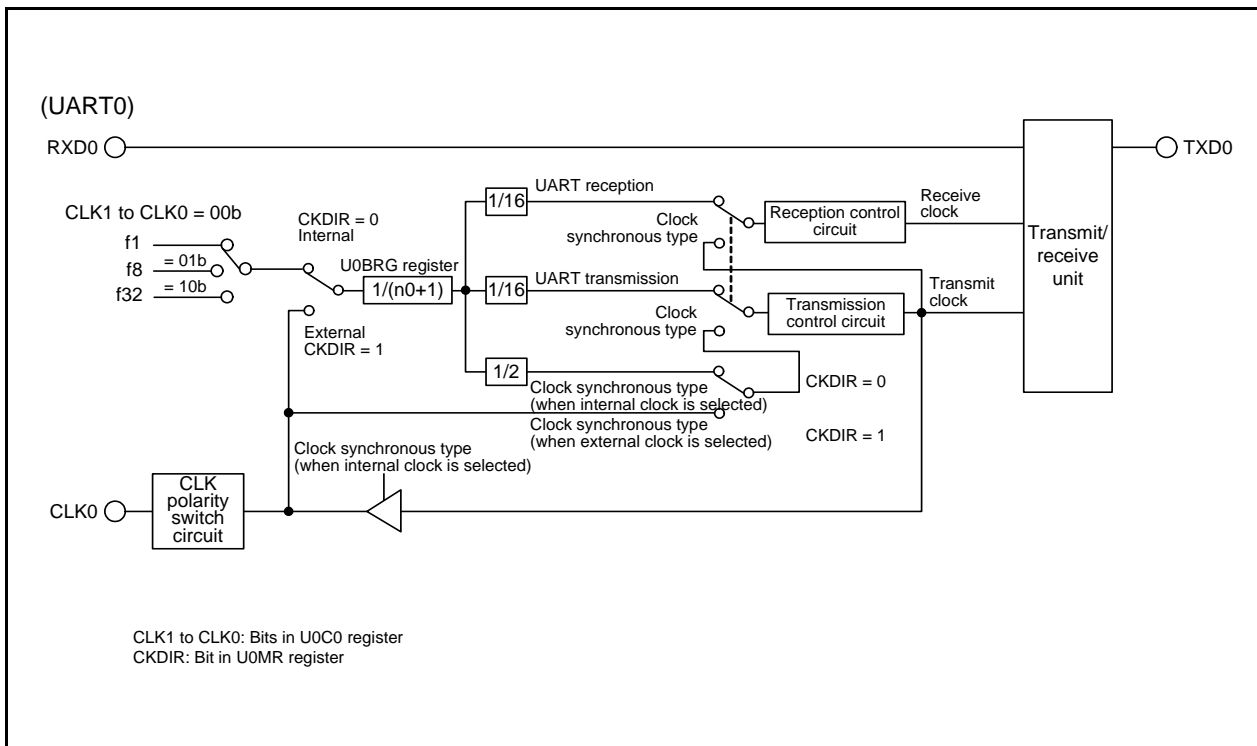 (UART0)
RXD0
TXD0
CLK1 to CLK0 = 00b
f1
f8
= 01b
f32
= 10b
CKDIR = 0
Internal
External
CKDIR = 1
U0BRG register
1/(n0+1)
1/16
UART reception
Clock
synchronous type
Reception control
circuit
Receive
clock
1/16
UART transmission
Clock
synchronous type
Transmission
control circuit
Transmit
clock
Transmit/
receive
unit
1/2
Clock synchronous type
(when internal clock is selected)
CKDIR = 0
Clock synchronous type
(when external clock is selected)
CKDIR = 1
Clock synchronous type
(when internal clock is selected)
CLK0
CLK
polarity
switch
circuit
CLK1 to CLK0: Bits in U0C0 register
CKDIR: Bit in U0MR register